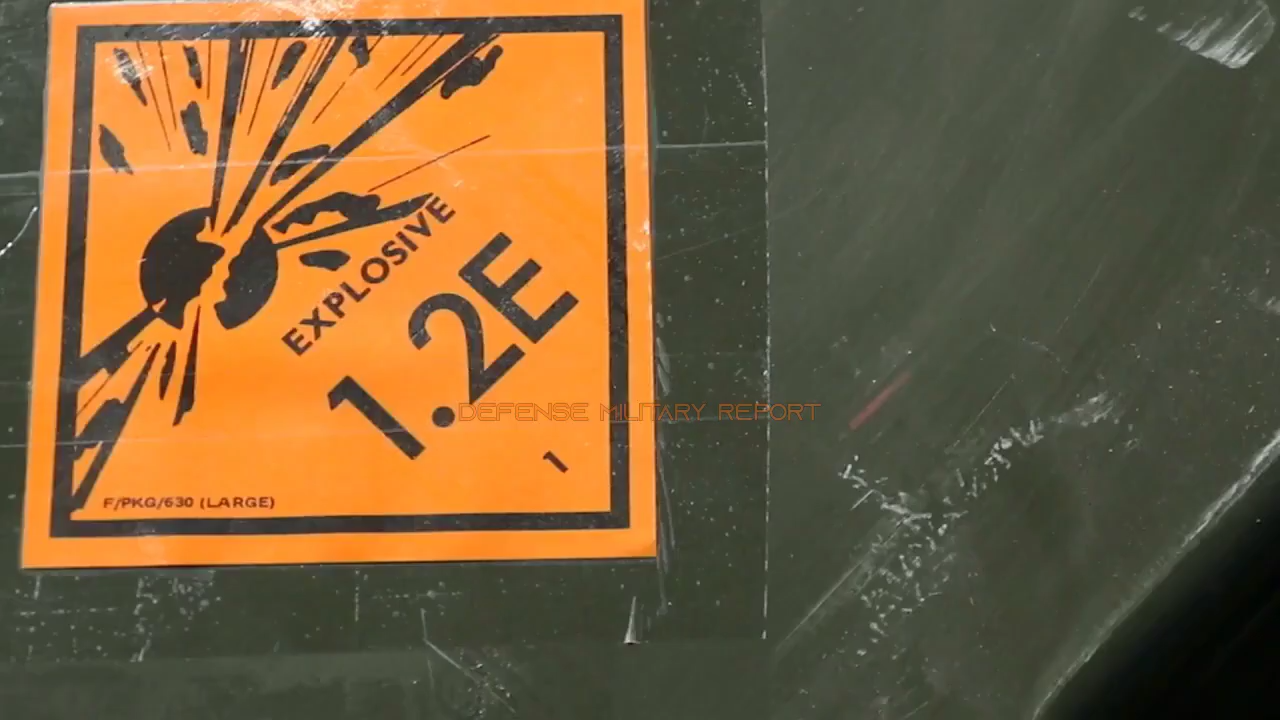 EXPLOSIVE
1.2E
1
F/PKG/630 (LARGE)
DEFENSE MILITARY REPORT